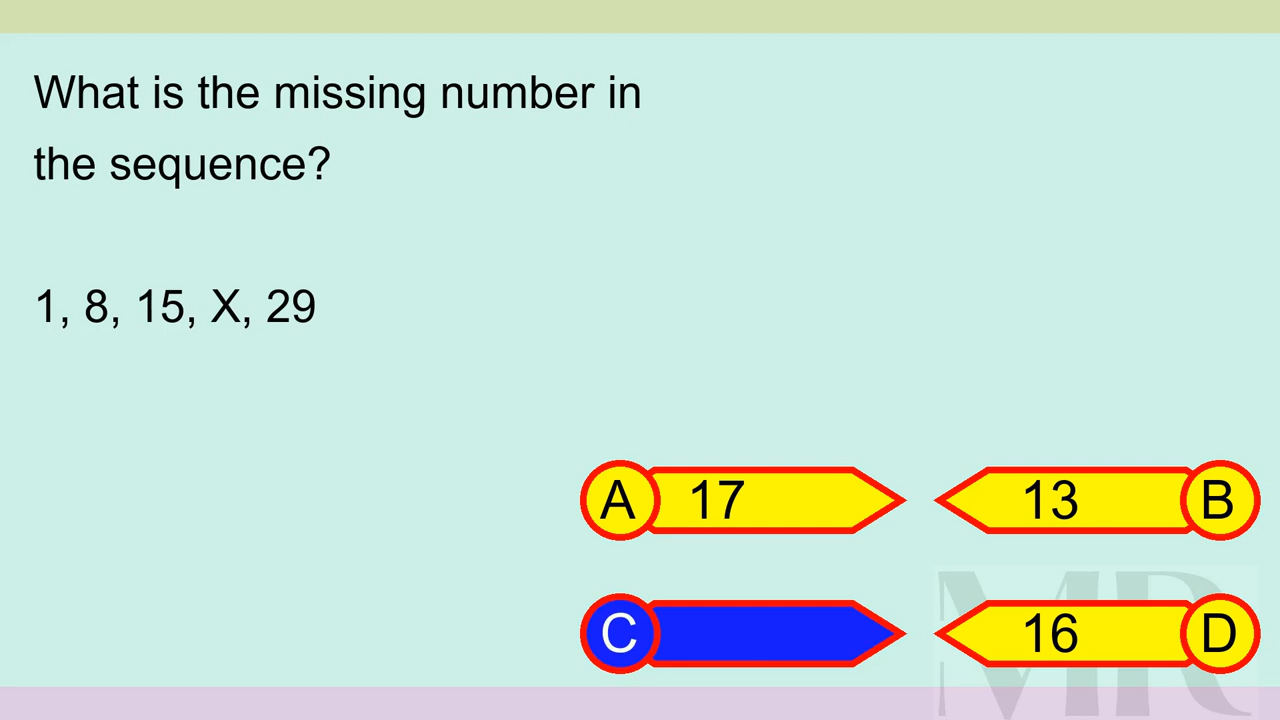 What is the missing number in
the sequence?
1, 8, 15, X, 29
A 17
13 B
C
16 D
MR